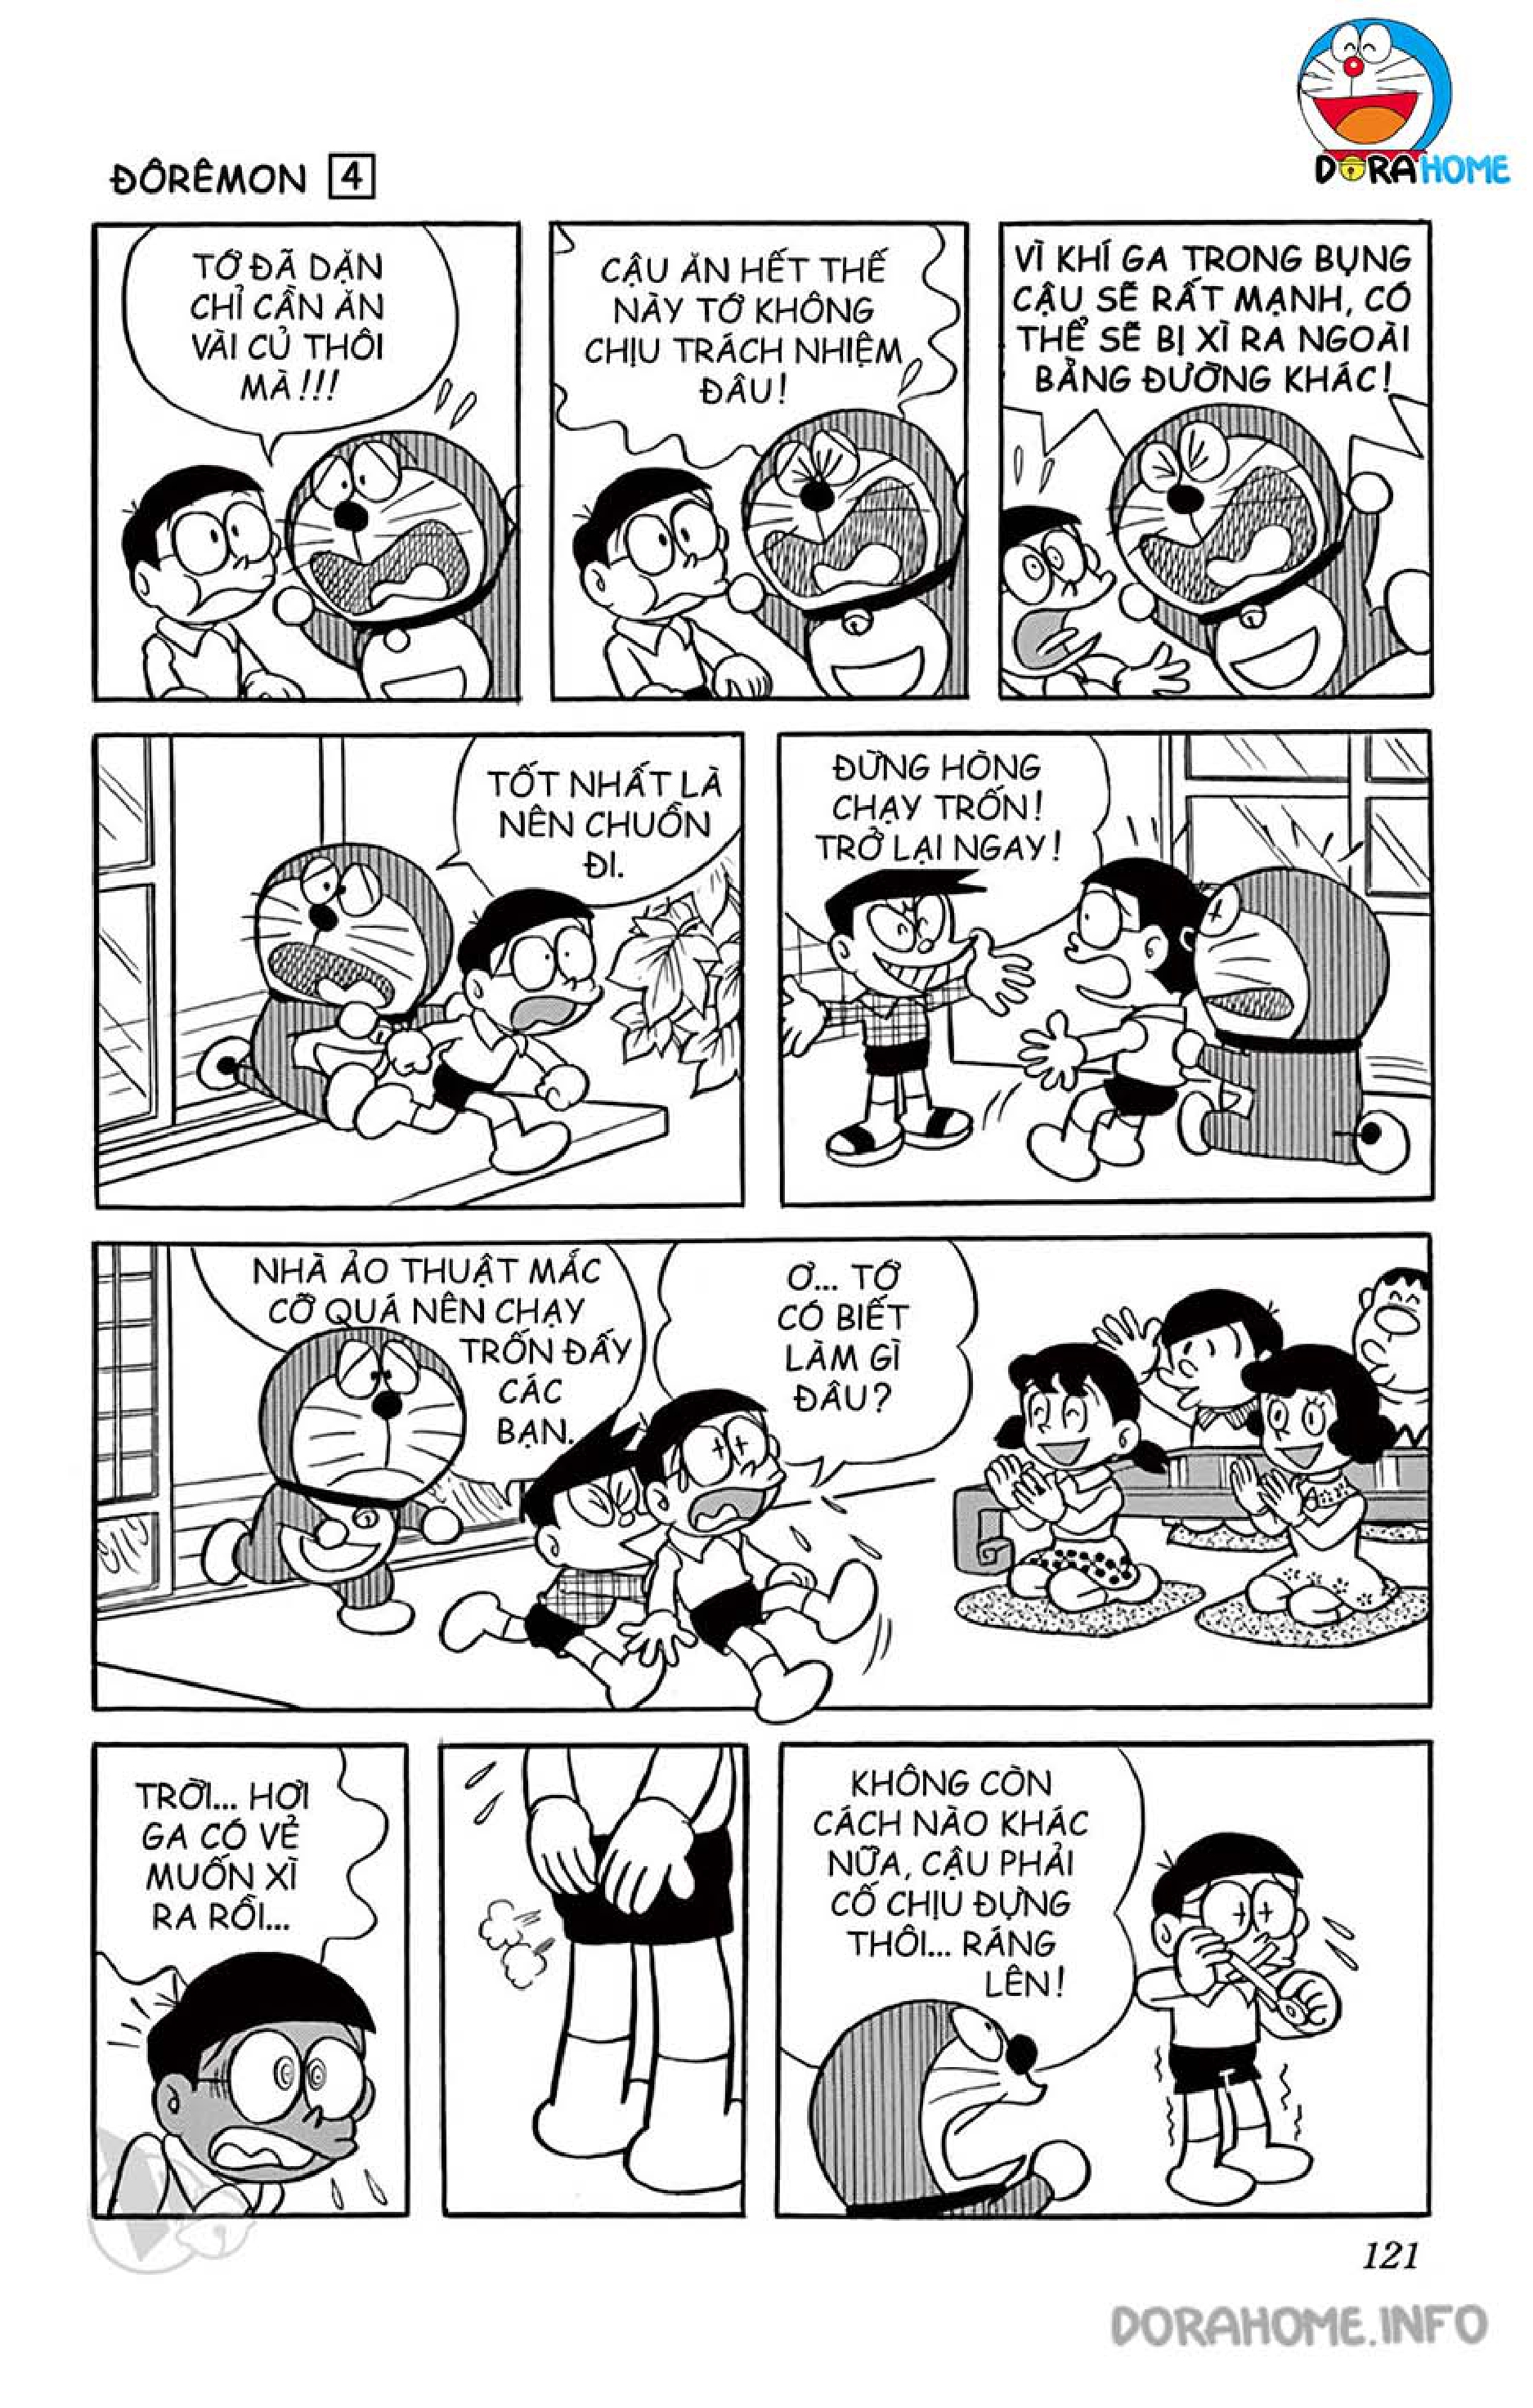 DORAHOME
ĐÔRÊMON 4
TỚ ĐÃ DẶN
CHỈ CẦN ĂN
VÀI CỦ THÔI
MÀ!!!
CẬU ĂN HẾT THẾ
NÀY TỚ KHÔNG
CHỊU TRÁCH NHIỆM
ĐÂU!
VÌ KHÍ GA TRONG BỤNG
CẬU SẼ RẤT MẠNH, CÓ
THỂ SẼ BỊ XÌ RA NGOÀI
BẰNG ĐƯỜNG KHÁC!
TỐT NHẤT LÀ
NÊN CHUỒN
ĐI.
ĐỪNG HÒNG
CHẠY TRỐN!
TRỞ LẠI NGAY!
NHÀ ẢO THUẬT MẮC
CỠ QUÁ NÊN CHẠY
TRỐN ĐẤY
CÁC
BẠN.
Ơ... TỚ
CÓ BIẾT
LÀM GÌ
ĐÂU?
TRỜI... HƠI
GA CÓ VẺ
MUỐN XÌ
RA RỒI...
KHÔNG CÒN
CÁCH NÀO KHÁC
NỮA, CẬU PHẢI
CỐ CHỊU ĐỰNG
THÔI... RÁNG
LÊN!
121
DORAHOME.INFO